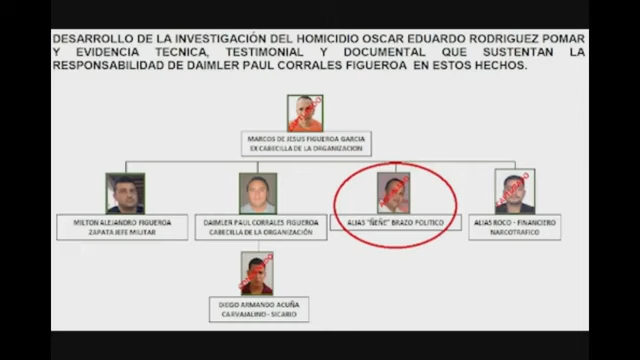 DESARROLLO DE LA INVESTIGACIÓN DEL HOMICIDIO OSCAR EDUARDO RODRIGUEZ POMAR
Y EVIDENCIA TECNICA, TESTIMONIAL Y DOCUMENTAL QUE SUSTENTAN LA
RESPONSABILIDAD DE DAIMLER PAUL CORRALES FIGUEROA EN ESTOS HECHOS.
MARCOS DE JESUS FIGUEROA GARCIA
EX CABECILLA DE LA ORGANIZACION
MILTON ALEJANDRO FIGUEROA
ZAPATA JEFE MILITAR
DAIMLER PAUL CORRALES FIGUEROA
CABECILLA DE LA ORGANIZACIÓN
ALIAS "ÑEÑE" BRAZO POLITICO
ALIAS ROCO - FINANCIERO
NARCOTRAFICO
DIEGO ARMANDO ACUÑA
CARVAJALINO - SICARIO